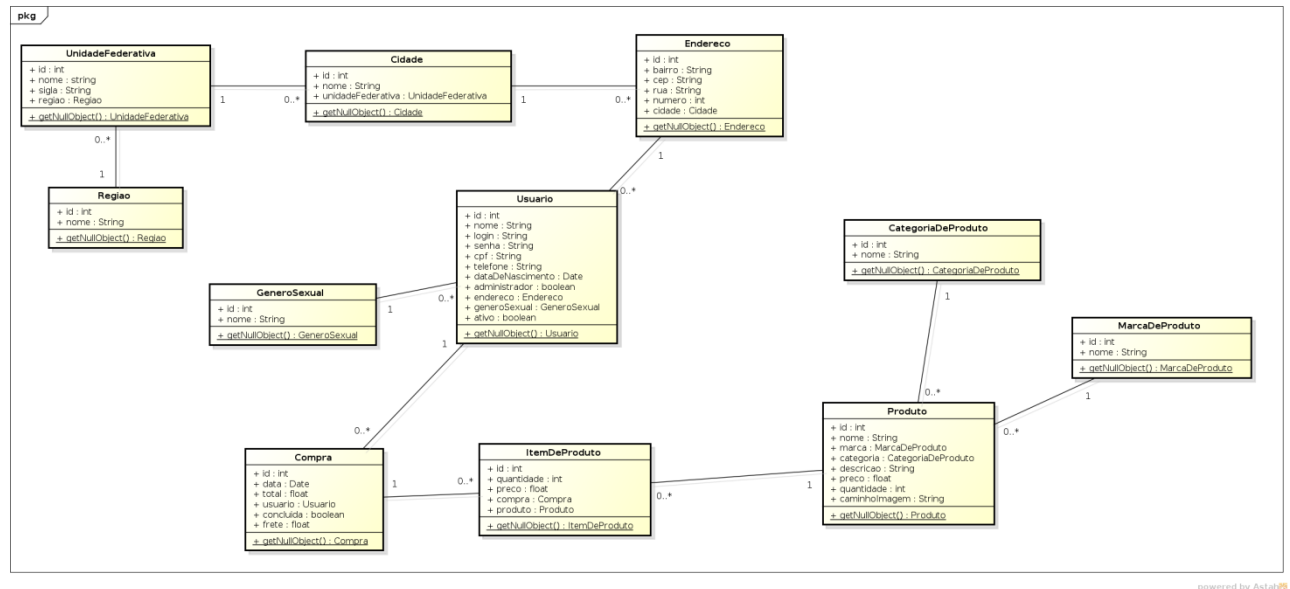 pkg
UnidadeFederativa
+ id : int
+ nome : string
+ sigla : String
+ regiao : Regiao
+ getNullObject() : UnidadeFederativa
1
0..*
Cidade
+ id : int
+ nome : String
+ unidadeFederativa : UnidadeFederativa
+ getNullObject() : Cidade
1
0..*
Endereco
+ id : int
+ bairro : String
+ cep : String
+ rua : String
+ numero : int
+ cidade : Cidade
+ getNullObject() : Endereco
0..*
1
Regiao
+ id : int
+ nome : String
+ getNullObject() : Regiao
1
0..*
Usuario
+ id : int
+ nome : String
+ login : String
+ senha : String
+ cpf : String
+ telefone : String
+ dataDeNascimento : Date
+ administrador : boolean
+ endereco : Endereco
+ generoSexual : GeneroSexual
+ ativo : boolean
+ getNullObject() : Usuario
CategoriaDeProduto
+ id : int
+ nome : String
+ getNullObject() : CategoriaDeProduto
GeneroSexual
+ id : int
+ nome : String
+ getNullObject() : GeneroSexual
1
0..*
MarcaDeProduto
+ id : int
+ nome : String
+ getNullObject() : MarcaDeProduto
1
0..*
1
0..*
1
0..*
Produto
+ id : int
+ nome : String
+ marca : MarcaDeProduto
+ categoria : CategoriaDeProduto
+ descricao : String
+ preco : float
+ quantidade : int
+ caminhoImagem : String
+ getNullObject() : Produto
Compra
+ id : int
+ data : Date
+ total : float
+ usuario : Usuario
+ concluida : boolean
+ frete : float
+ getNullObject() : Compra
1
0..*
ItemDeProduto
+ id : int
+ quantidade : int
+ preco : float
+ compra : Compra
+ produto : Produto
+ getNullObject() : ItemDeProduto
0..*
1
powered by Astah